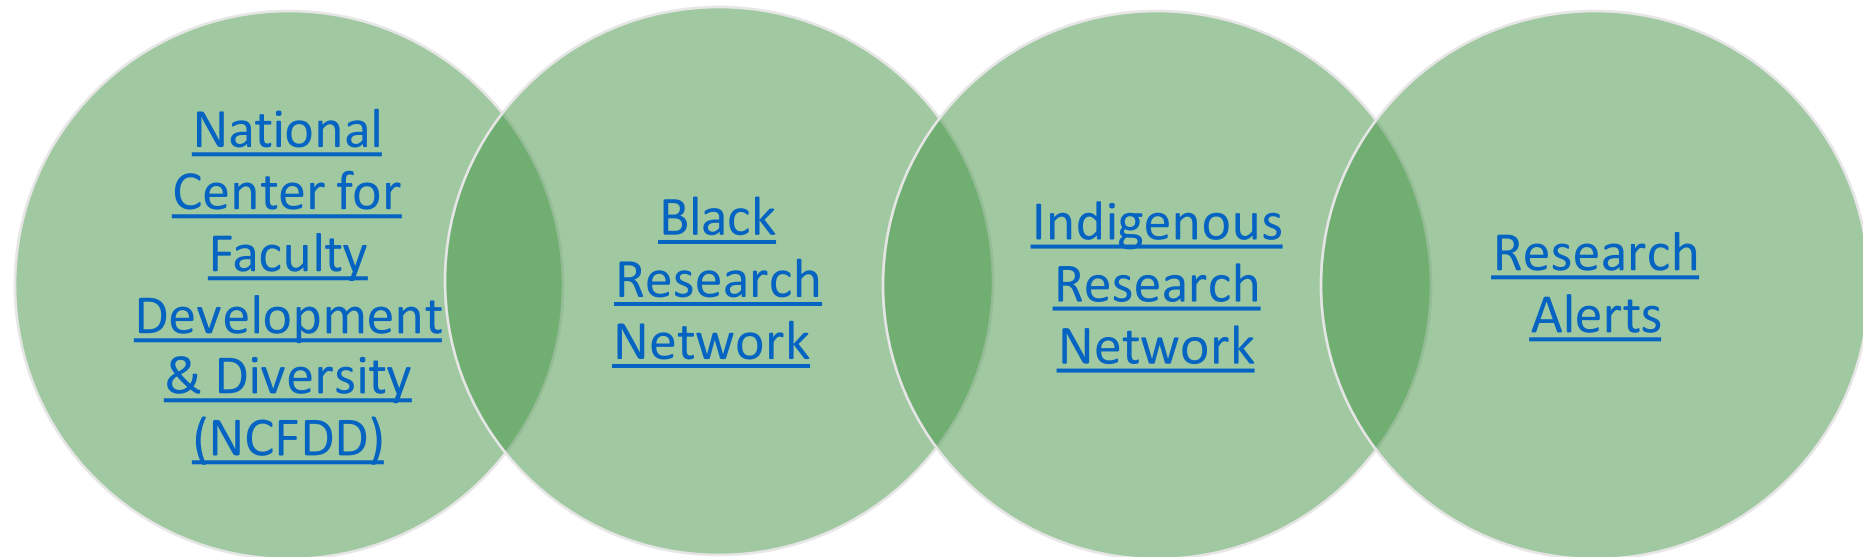 National
Center for
Faculty
Development
& Diversity
(NCFDD)
Black
Research
Network
Indigenous
Research
Network
Research
Alerts